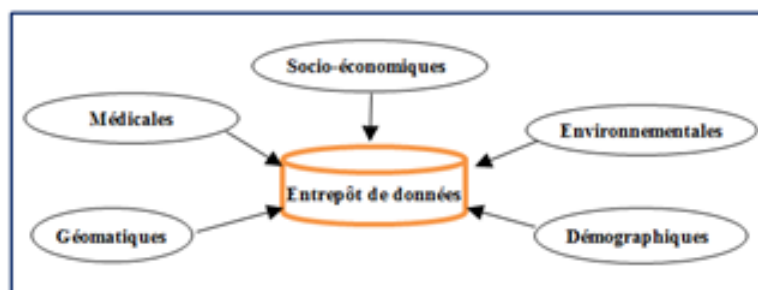 Socio-économiques
Médicales
Environnementales
Entrepôt de données
Géomatiques
Démographiques